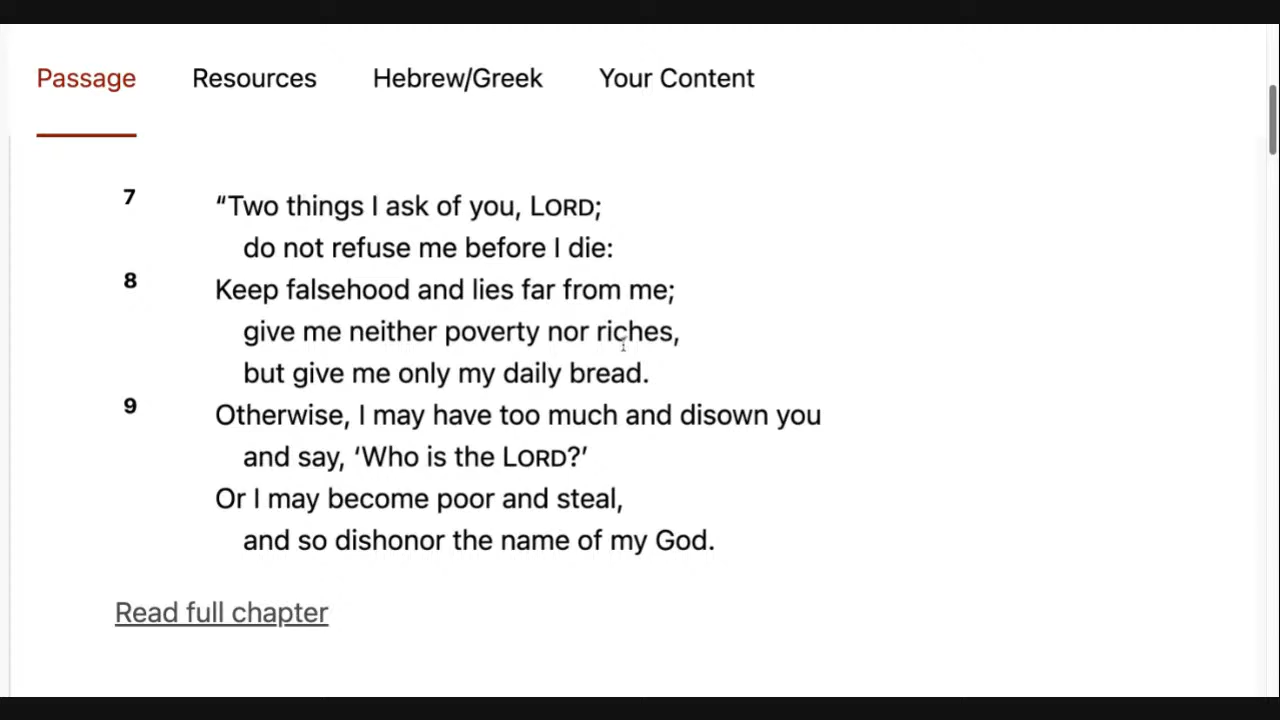 Passage Resources Hebrew/Greek Your Content
7 “Two things I ask of you, LORD;
do not refuse me before I die:
8 Keep falsehood and lies far from me;
give me neither poverty nor riches,
but give me only my daily bread.
9 Otherwise, I may have too much and disown you
and say, ‘Who is the LORD?’
Or I may become poor and steal,
and so dishonor the name of my God.
Read full chapter